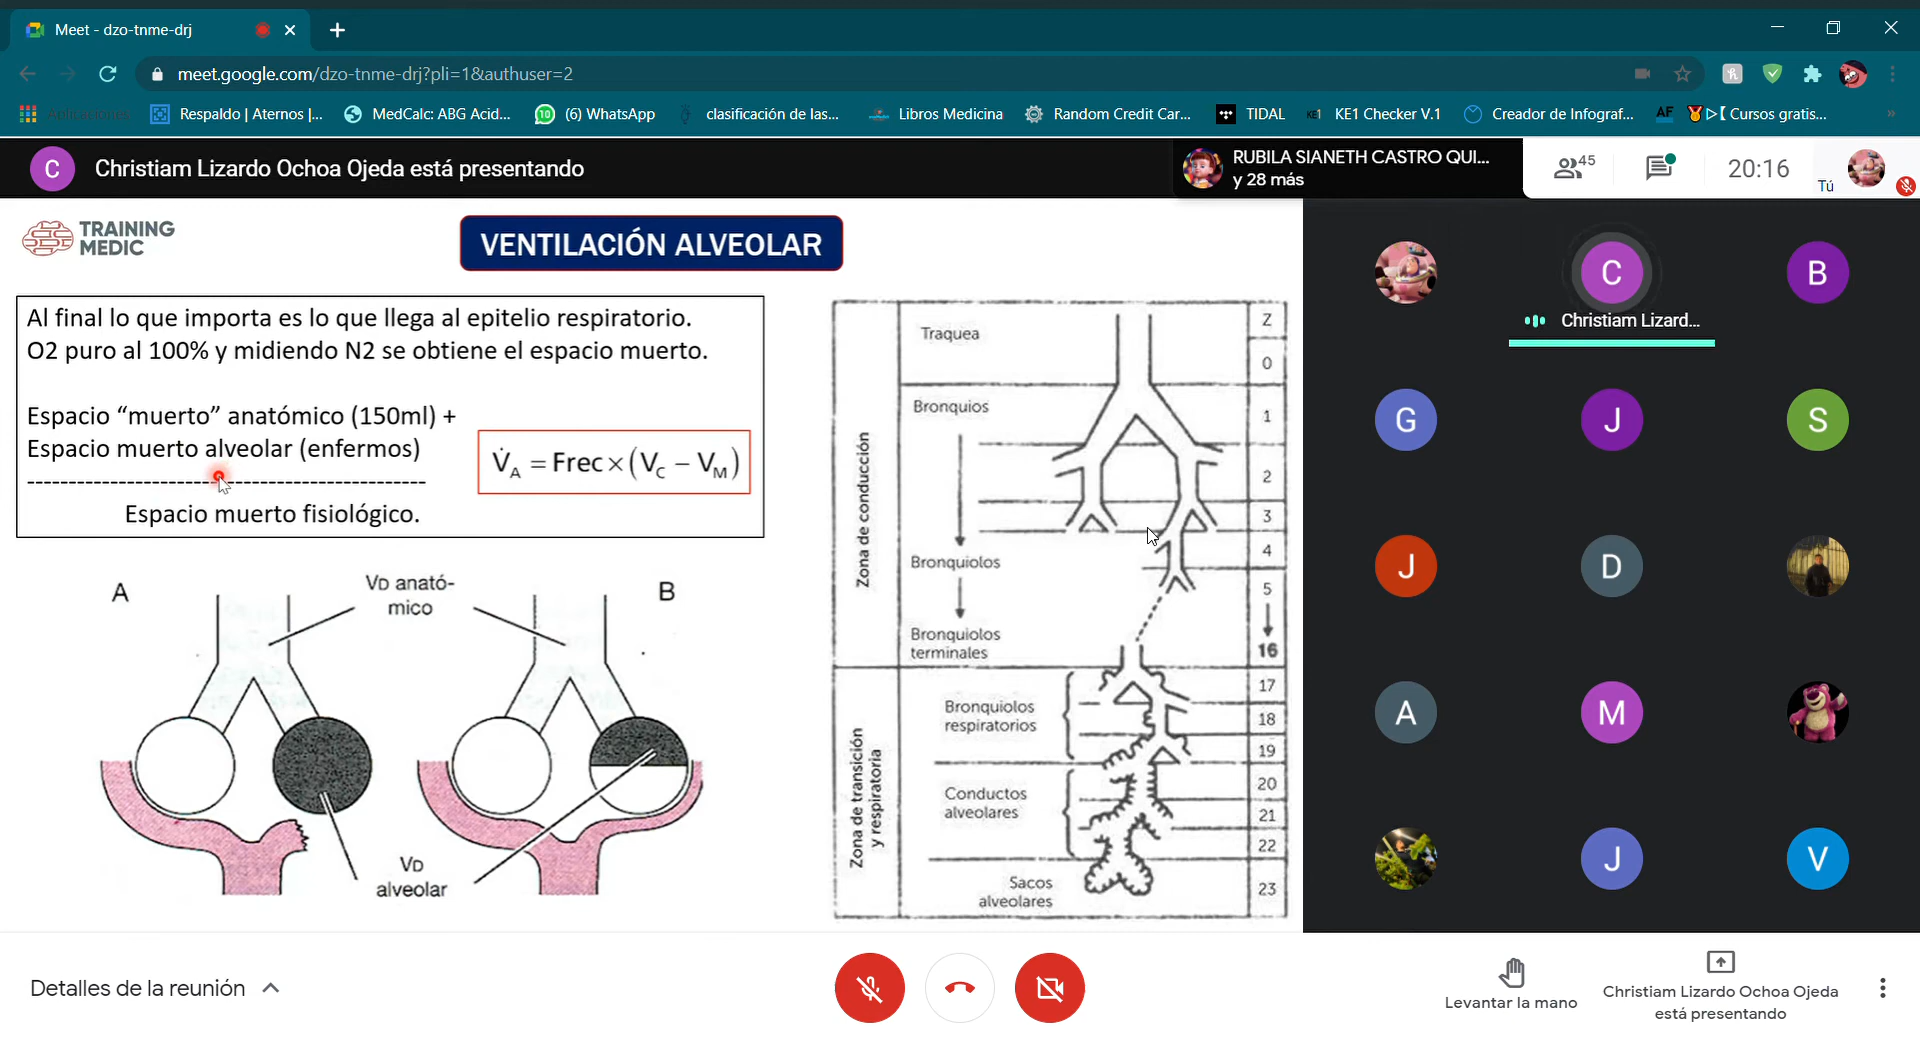 Meet - dzo-tnme-drj
meet.google.com/dzo-tnme-drj?pli=1&authuser=2
Aplicaciones
Respaldo | Aternos |...
MedCalc: ABG Acid...
(6) WhatsApp
clasificación de las...
Libros Medicina
Random Credit Car...
TIDAL
KE1 KE1 Checker V.1
Creador de Infograf...
AF
Cursos gratis...
»
C Christiam Lizardo Ochoa Ojeda está presentando
RUBILA SIANETH CASTRO QUI...
y 28 más
45
20:16
Tú
TRAINING
MEDIC
VENTILACIÓN ALVEOLAR
Al final lo que importa es lo que llega al epitelio respiratorio.
O2 puro al 100% y midiendo N2 se obtiene el espacio muerto.
Espacio “muerto” anatómico (150ml) +
Espacio muerto alveolar (enfermos)
------------------------------------------------
Espacio muerto fisiológico.
V̇A = Frec × (VC − VM)
A
VD anató-
mico
B
VD
alveolar
Zona de conducción
Zona de transición
y respiratoria
Traquea
Bronquios
Bronquiolos
Bronquiolos
terminales
Bronquiolos
respiratorios
Conductos
alveolares
Sacos
alveolares
Z
0
1
2
3
4
5
16
17
18
19
20
21
22
23
C
B
Christiam Lizard...
G
J
S
J
D
A
M
J
V
Detalles de la reunión
Levantar la mano
Christiam Lizardo Ochoa Ojeda
está presentando